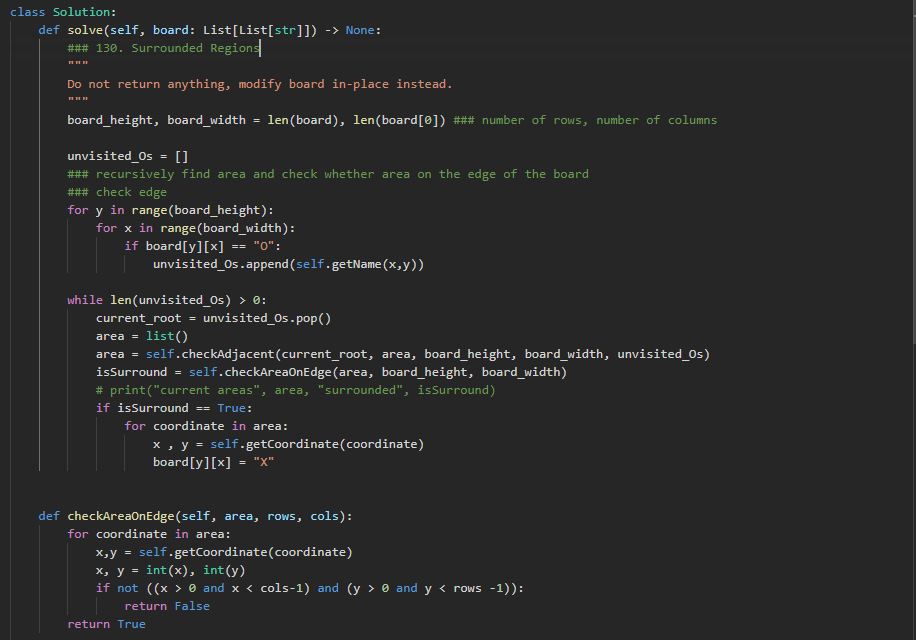 class Solution:
    def solve(self, board: List[List[str]]) -> None:
        ### 130. Surrounded Regions
        """
        Do not return anything, modify board in-place instead.
        """
        board_height, board_width = len(board), len(board[0]) ### number of rows, number of columns

        unvisited_Os = []
        ### recursively find area and check whether area on the edge of the board
        ### check edge
        for y in range(board_height):
            for x in range(board_width):
                if board[y][x] == "O":
                    unvisited_Os.append(self.getName(x,y))

        while len(unvisited_Os) > 0:
            current_root = unvisited_Os.pop()
            area = list()
            area = self.checkAdjacent(current_root, area, board_height, board_width, unvisited_Os)
            isSurround = self.checkAreaOnEdge(area, board_height, board_width)
            # print("current areas", area, "surrounded", isSurround)
            if isSurround == True:
                for coordinate in area:
                    x , y = self.getCoordinate(coordinate)
                    board[y][x] = "X"


    def checkAreaOnEdge(self, area, rows, cols):
        for coordinate in area:
            x,y = self.getCoordinate(coordinate)
            x, y = int(x), int(y)
            if not ((x > 0 and x < cols-1) and (y > 0 and y < rows -1)):
                return False
        return True